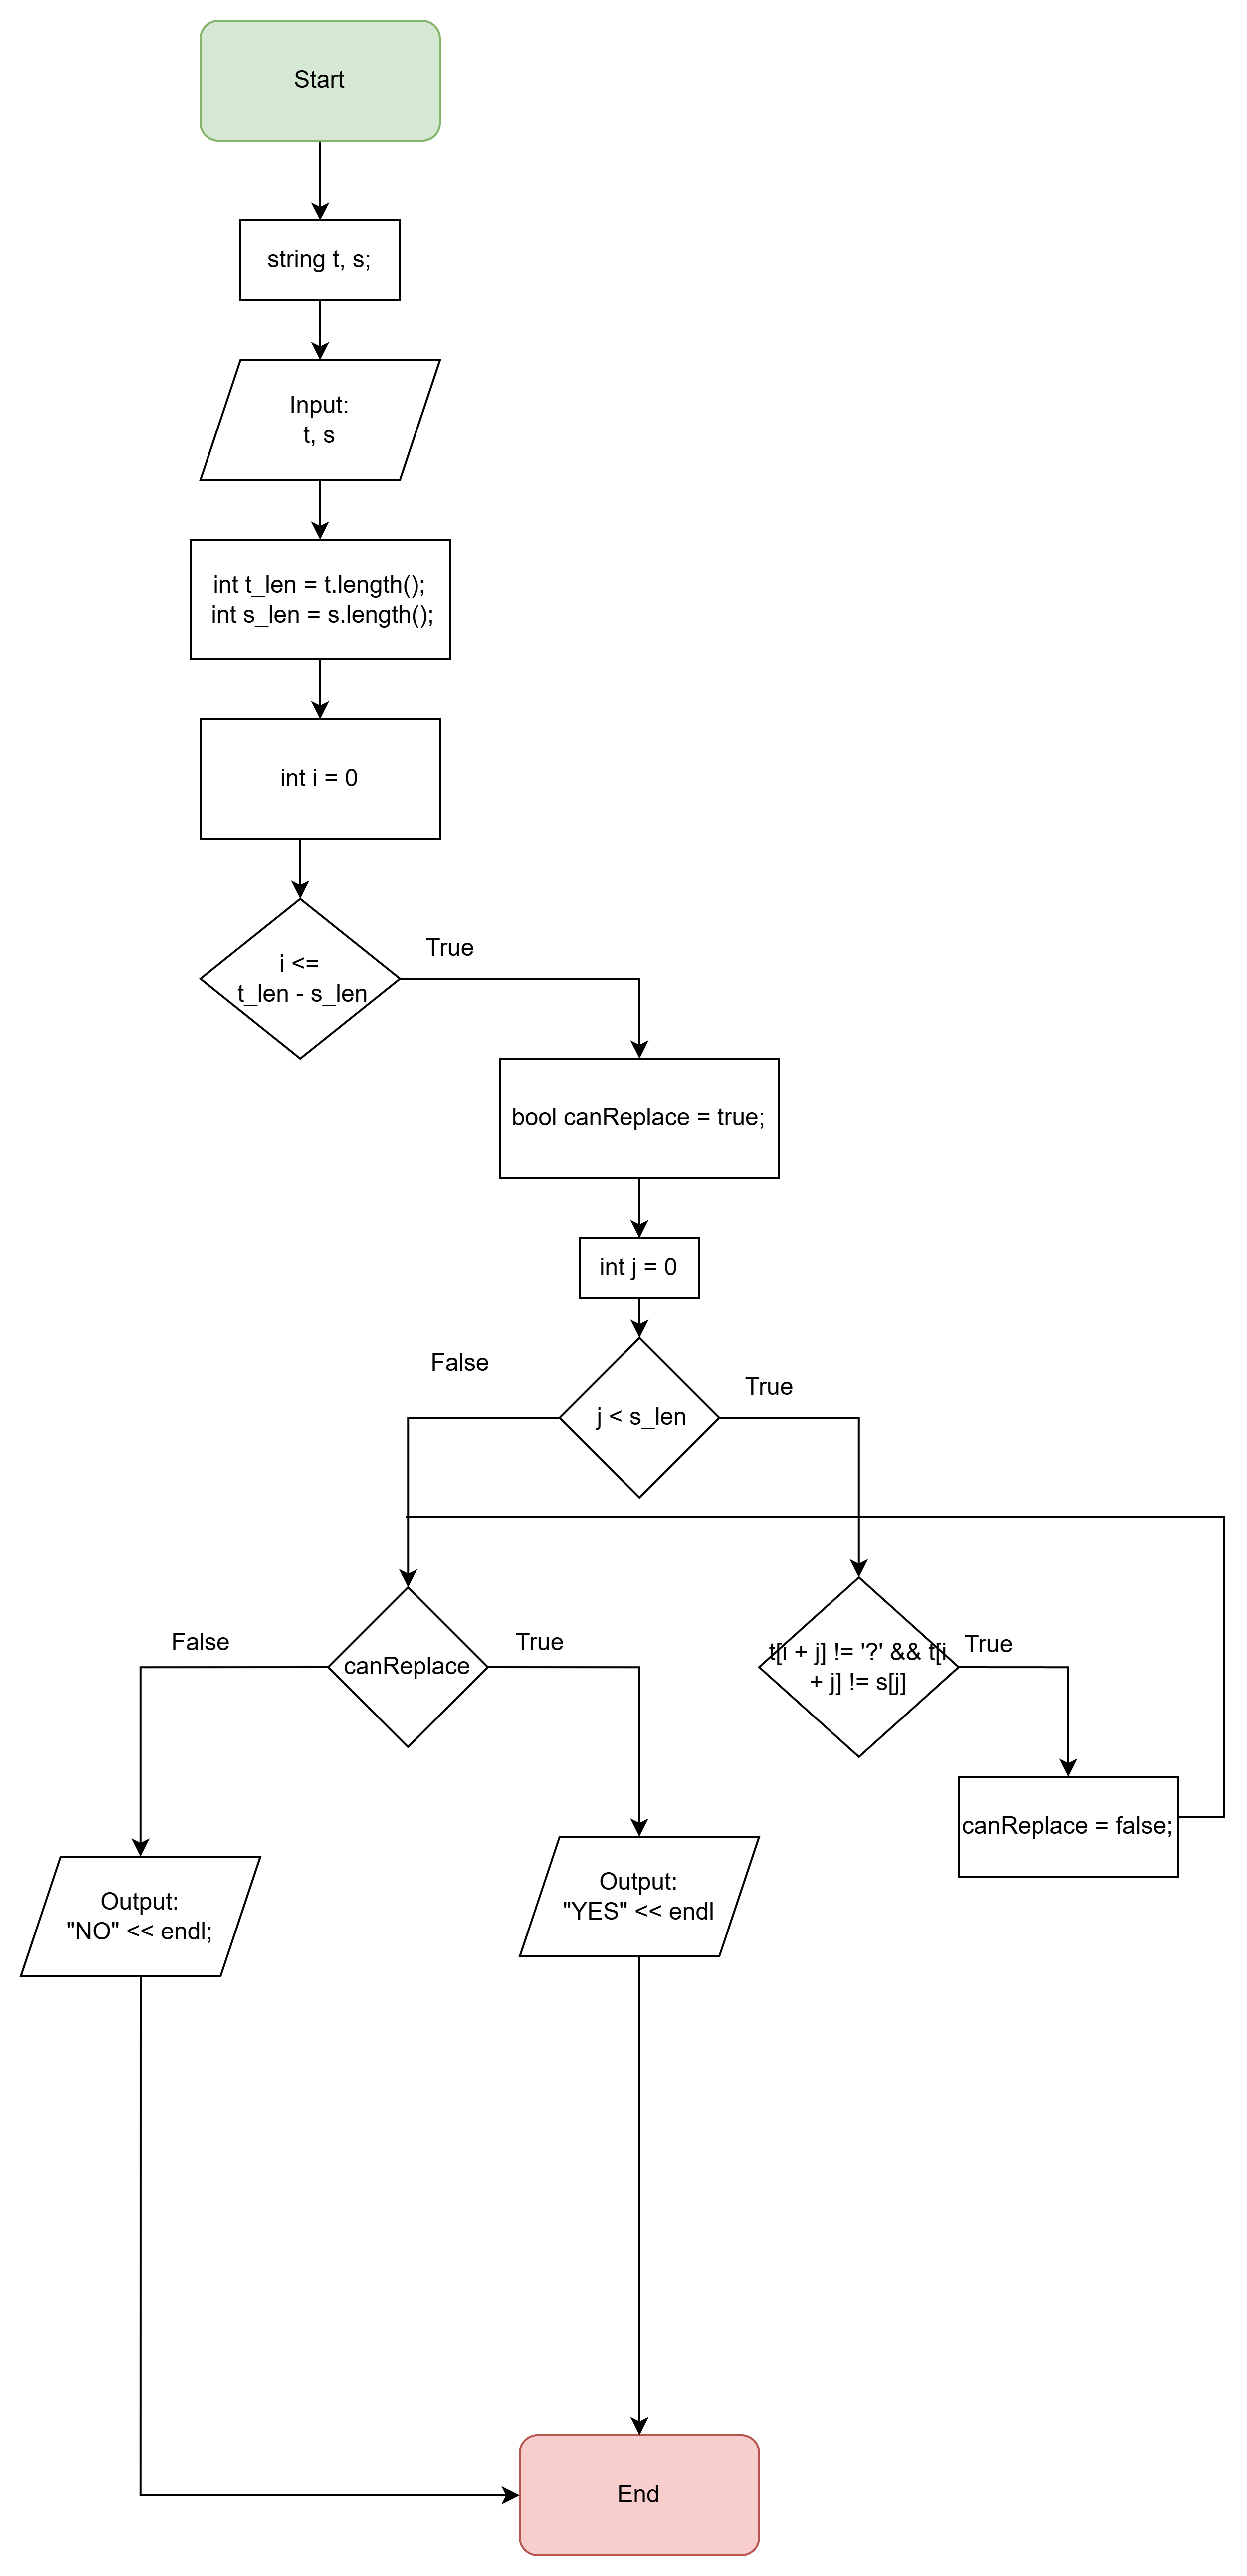 Start
string t, s;
Input:
t, s
int t_len = t.length();
int s_len = s.length();
int i = 0
i <=
t_len - s_len
True
bool canReplace = true;
int j = 0
False
True
j < s_len
False
True
canReplace
t[i + j] != '?' && t[i
+ j] != s[j]
True
canReplace = false;
Output:
"NO" << endl;
Output:
"YES" << endl
End